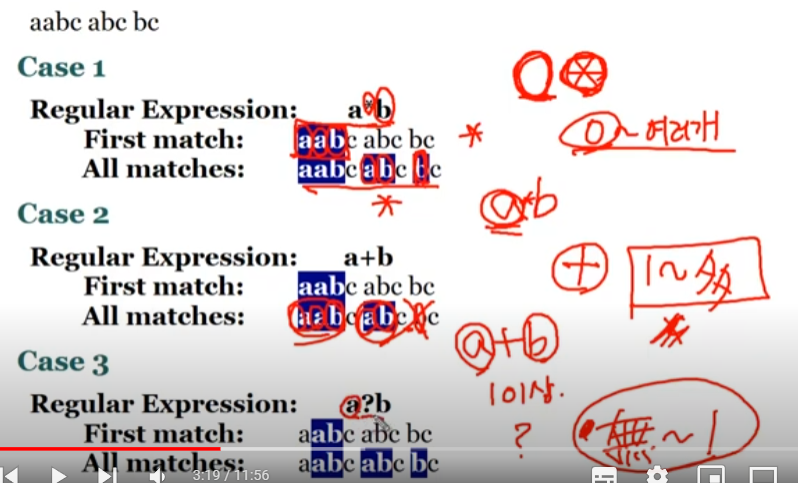 aabc abc bc
Case 1
Regular Expression: a*b
First match: aabc abc bc
All matches: aabc abc bc
*
0~여러개
*
a*b
Case 2
Regular Expression: a+b
First match: aabc abc bc
All matches: aabc abc bc
+
1~多
a+b
1이상.
?
Case 3
Regular Expression: a?b
First match: aabc abc bc
All matches: aabc abc bc
無~1
3:19 / 11:56